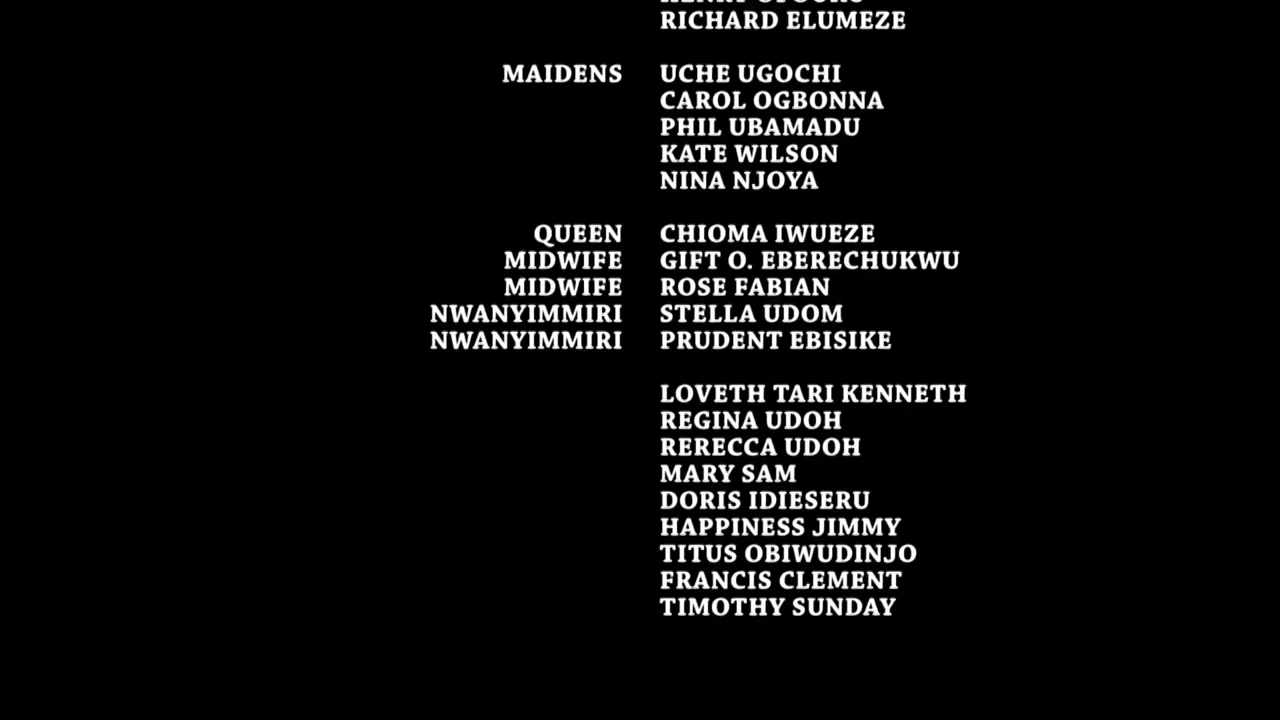 RICHARD ELUMEZE
MAIDENS UCHE UGOCHI
CAROL OGBONNA
PHIL UBAMADU
KATE WILSON
NINA NJOYA
QUEEN CHIOMA IWUEZE
MIDWIFE GIFT O. EBERECHUKWU
MIDWIFE ROSE FABIAN
NWANYIMMIRI STELLA UDOM
NWANYIMMIRI PRUDENT EBISIKE
LOVETH TARI KENNETH
REGINA UDOH
RERECCA UDOH
MARY SAM
DORIS IDIESERU
HAPPINESS JIMMY
TITUS OBIWUDINJO
FRANCIS CLEMENT
TIMOTHY SUNDAY